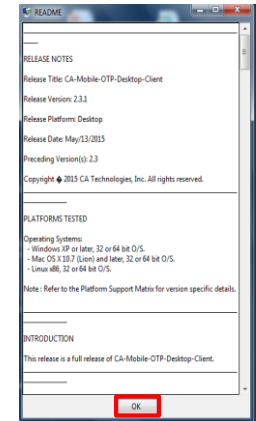 README
RELEASE NOTES
Release Title: CA-Mobile-OTP-Desktop-Client
Release Version: 2.3.1
Release Platform: Desktop
Release Date: May/13/2015
Preceding Version(s): 2.3
Copyright � 2015 CA Technologies, Inc. All rights reserved.
PLATFORMS TESTED
Operating Systems:
- Windows XP or later, 32 or 64 bit O/S.
- Mac OS X10.7 (Lion) and later, 32 or 64 bit O/S.
- Linux x86, 32 or 64 bit O/S.
Note : Refer to the Platform Support Matrix for version specific details.
INTRODUCTION
This release is a full release of CA-Mobile-OTP-Desktop-Client.
OK